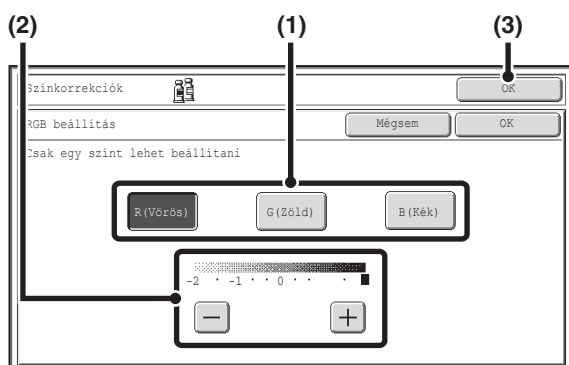 (2) (1) (3)
Színkorrekciók OK
RGB beállítás Mégsem OK
Csak egy színt lehet beállítani
R(Vörös) G(Zöld) B(Kék)
-2 · -1 · · 0 · · ·
− +